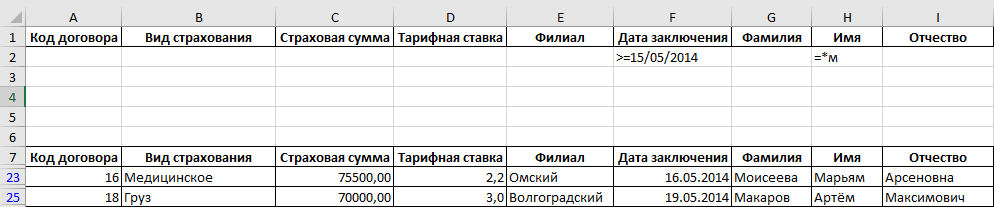 A B C D E F G H I
1 Код договора Вид страхования Страховая сумма Тарифная ставка Филиал Дата заключения Фамилия Имя Отчество
2 >=15/05/2014 =*м
3
4
5
6
7 Код договора Вид страхования Страховая сумма Тарифная ставка Филиал Дата заключения Фамилия Имя Отчество
23 16 Медицинское 75500,00 2,2 Омский 16.05.2014 Моисеева Марьям Арсеновна
25 18 Груз 70000,00 3,0 Волгоградский 19.05.2014 Макаров Артём Максимович